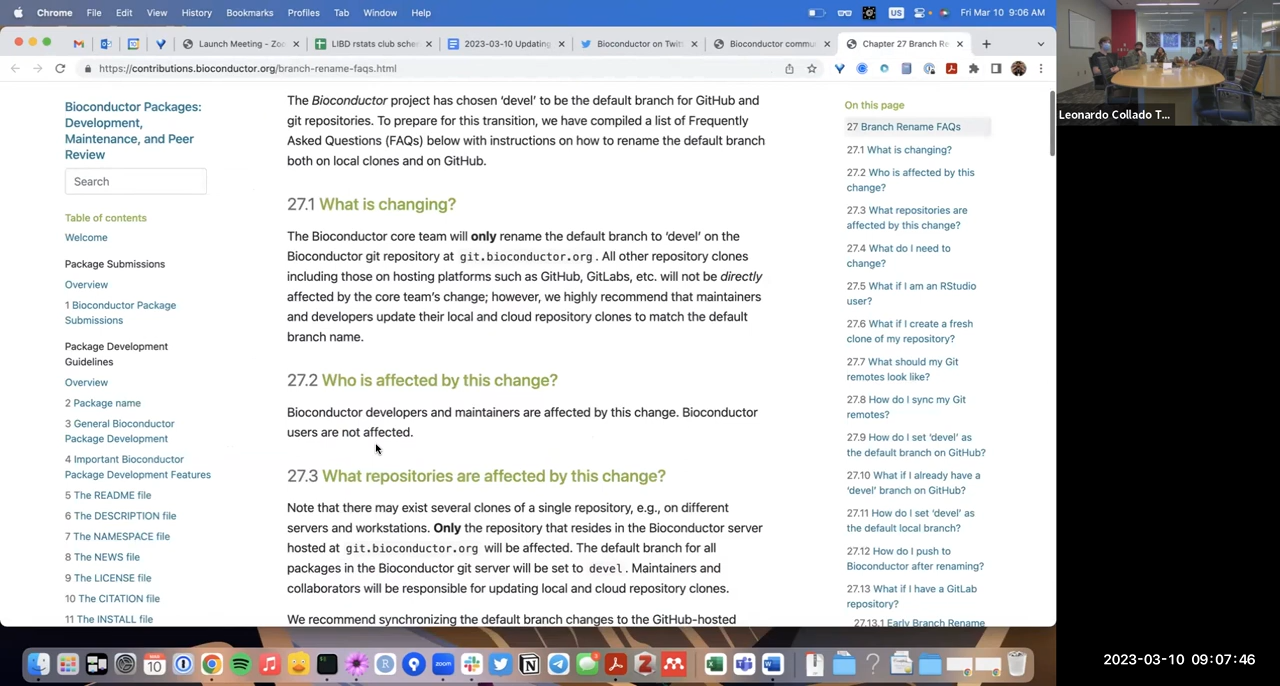 Chrome File Edit View History Bookmarks Profiles Tab Window Help US Fri Mar 10 9:06 AM
Launch Meeting - Zoo LIBD rstats club sche 2023-03-10 Updating Bioconductor on Twit Bioconductor commu Chapter 27 Branch Re
https://contributions.bioconductor.org/branch-rename-faqs.html
Bioconductor Packages:
Development,
Maintenance, and Peer
Review
Search
Table of contents
Welcome
Package Submissions
Overview
1 Bioconductor Package
Submissions
Package Development
Guidelines
Overview
2 Package name
3 General Bioconductor
Package Development
4 Important Bioconductor
Package Development Features
5 The README file
6 The DESCRIPTION file
7 The NAMESPACE file
8 The NEWS file
9 The LICENSE file
10 The CITATION file
11 The INSTALL file
The Bioconductor project has chosen ‘devel’ to be the default branch for GitHub and
git repositories. To prepare for this transition, we have compiled a list of Frequently
Asked Questions (FAQs) below with instructions on how to rename the default branch
both on local clones and on GitHub.
27.1 What is changing?
The Bioconductor core team will only rename the default branch to ‘devel’ on the
Bioconductor git repository at git.bioconductor.org. All other repository clones
including those on hosting platforms such as GitHub, GitLabs, etc. will not be directly
affected by the core team’s change; however, we highly recommend that maintainers
and developers update their local and cloud repository clones to match the default
branch name.
27.2 Who is affected by this change?
Bioconductor developers and maintainers are affected by this change. Bioconductor
users are not affected.
27.3 What repositories are affected by this change?
Note that there may exist several clones of a single repository, e.g., on different
servers and workstations. Only the repository that resides in the Bioconductor server
hosted at git.bioconductor.org will be affected. The default branch for all
packages in the Bioconductor git server will be set to devel. Maintainers and
collaborators will be responsible for updating local and cloud repository clones.
We recommend synchronizing the default branch changes to the GitHub-hosted
On this page
27 Branch Rename FAQs
27.1 What is changing?
27.2 Who is affected by this
change?
27.3 What repositories are
affected by this change?
27.4 What do I need to
change?
27.5 What if I am an RStudio
user?
27.6 What if I create a fresh
clone of my repository?
27.7 What should my Git
remotes look like?
27.8 How do I sync my Git
remotes?
27.9 How do I set ‘devel’ as
the default branch on GitHub?
27.10 What if I already have a
‘devel’ branch on GitHub?
27.11 How do I set ‘devel’ as
the default local branch?
27.12 How do I push to
Bioconductor after renaming?
27.13 What if I have a GitLab
repository?
27.13.1 Early Branch Rename
Leonardo Collado T...
2023-03-10 09:07:46